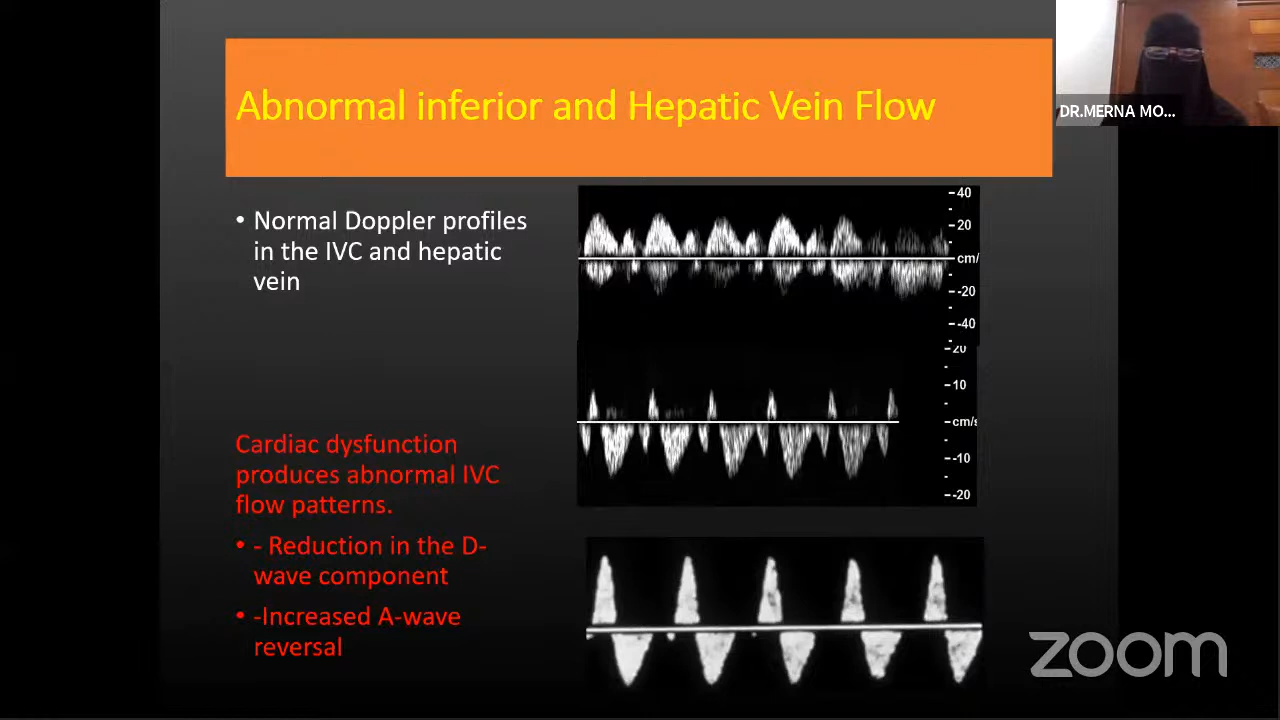 Abnormal inferior and Hepatic Vein Flow
DR.MERNA MO...
• Normal Doppler profiles
in the IVC and hepatic
vein
-40
-20
cm/
-20
-40
-20
-10
-cm/s
-10
-20
Cardiac dysfunction
produces abnormal IVC
flow patterns.
• - Reduction in the D-
wave component
• -Increased A-wave
reversal
zoom